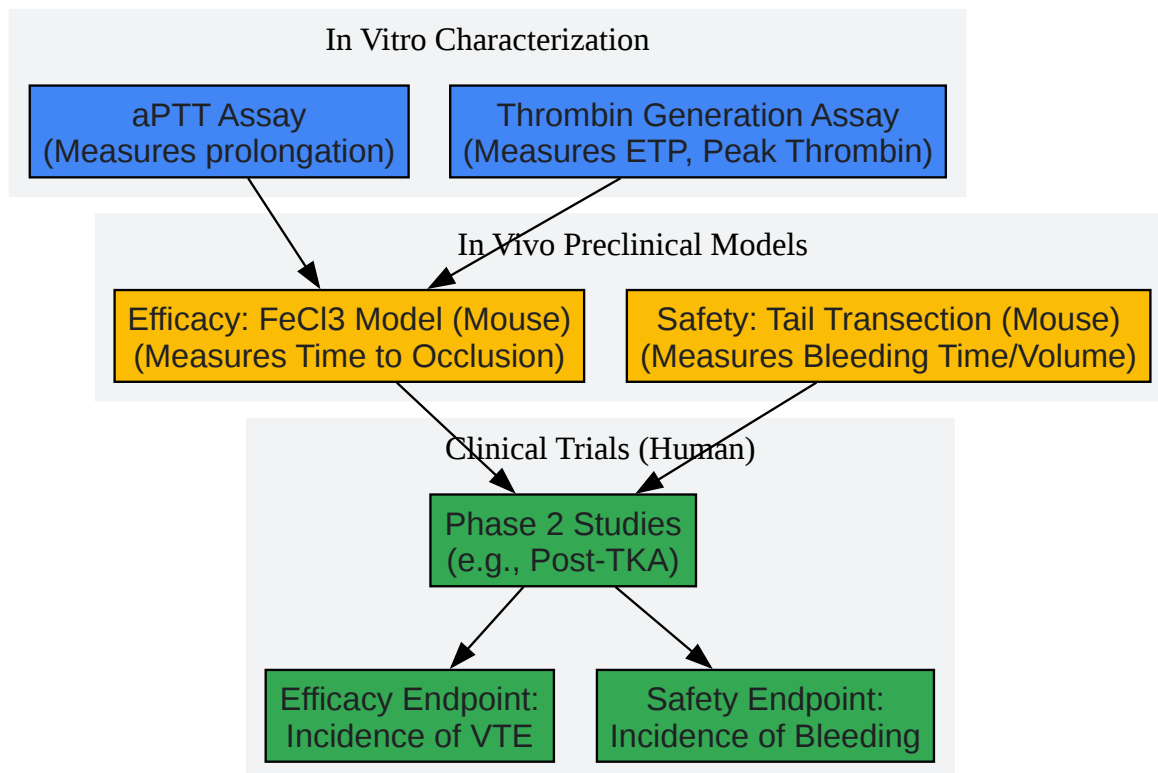 In Vitro Characterization
aPTT Assay
(Measures prolongation)
Thrombin Generation Assay
(Measures ETP, Peak Thrombin)
In Vivo Preclinical Models
Efficacy: FeCl3 Model (Mouse)
(Measures Time to Occlusion)
Safety: Tail Transection (Mouse)
(Measures Bleeding Time/Volume)
Clinical Trials (Human)
Phase 2 Studies
(e.g., Post-TKA)
Efficacy Endpoint:
Incidence of VTE
Safety Endpoint:
Incidence of Bleeding